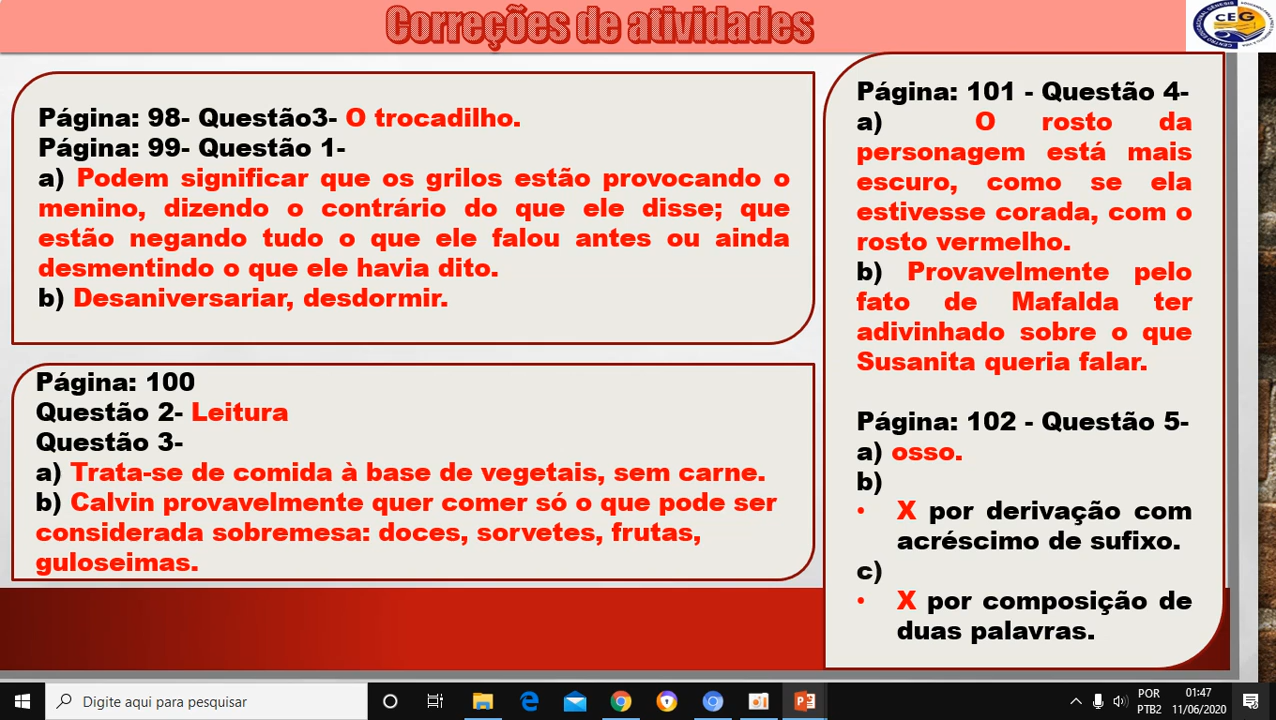 Correções de atividades
CEG
Página: 98- Questão3- O trocadilho.
Página: 99- Questão 1-
a) Podem significar que os grilos estão provocando o
menino, dizendo o contrário do que ele disse; que
estão negando tudo o que ele falou antes ou ainda
desmentindo o que ele havia dito.
b) Desaniversariar, desdormir.
Página: 100
Questão 2- Leitura
Questão 3-
a) Trata-se de comida à base de vegetais, sem carne.
b) Calvin provavelmente quer comer só o que pode ser
considerada sobremesa: doces, sorvetes, frutas,
guloseimas.
Página: 101 - Questão 4-
a) O rosto da
personagem está mais
escuro, como se ela
estivesse corada, com o
rosto vermelho.
b) Provavelmente pelo
fato de Mafalda ter
adivinhado sobre o que
Susanita queria falar.
Página: 102 - Questão 5-
a) osso.
b)
• X por derivação com
acréscimo de sufixo.
c)
• X por composição de
duas palavras.
Digite aqui para pesquisar
POR
PTB2
01:47
11/06/2020